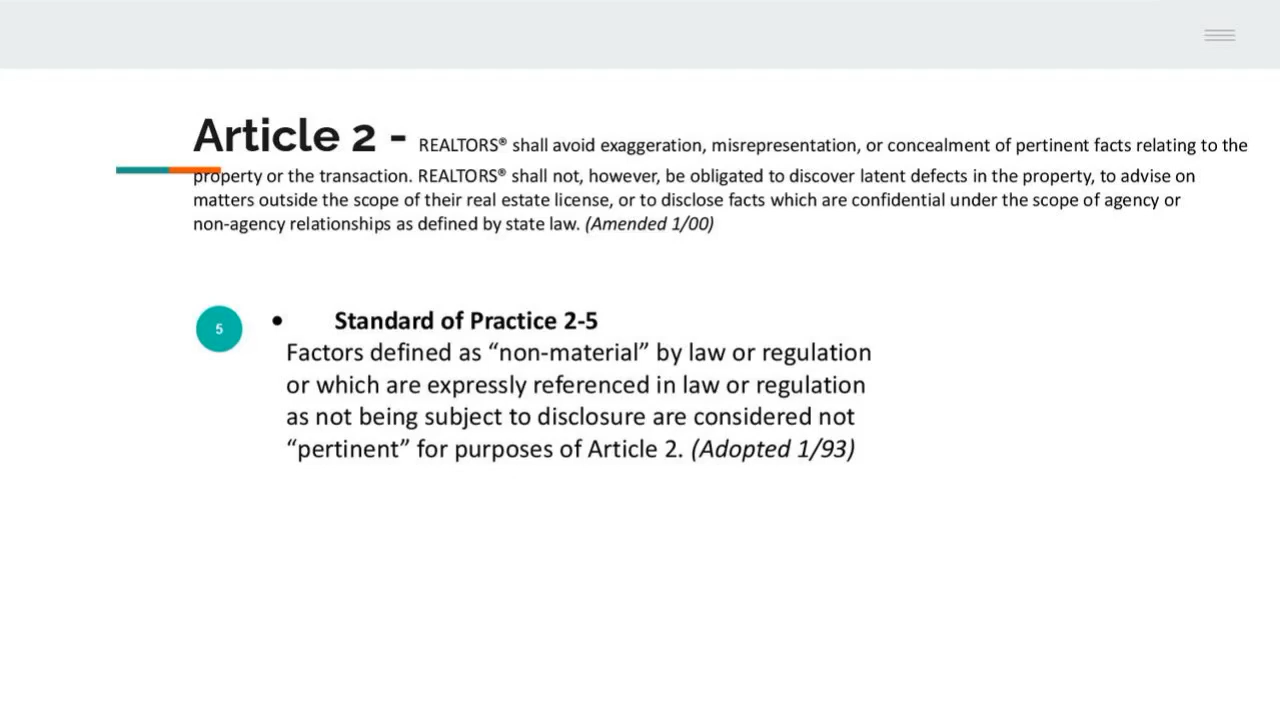 Article 2 - REALTORS® shall avoid exaggeration, misrepresentation, or concealment of pertinent facts relating to the
property or the transaction. REALTORS® shall not, however, be obligated to discover latent defects in the property, to advise on
matters outside the scope of their real estate license, or to disclose facts which are confidential under the scope of agency or
non-agency relationships as defined by state law. (Amended 1/00)
5
• Standard of Practice 2-5
Factors defined as “non-material” by law or regulation
or which are expressly referenced in law or regulation
as not being subject to disclosure are considered not
“pertinent” for purposes of Article 2. (Adopted 1/93)